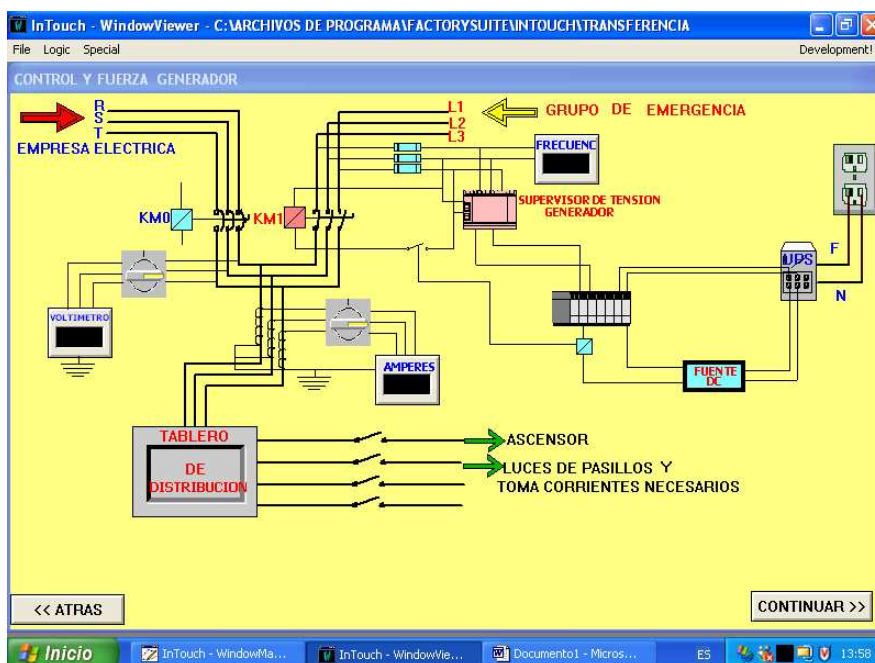 InTouch - WindowViewer - C:\ARCHIVOS DE PROGRAMA\FACTORYSUITE\INTOUCH\TRANSFERENCIA
File Logic Special Development!
CONTROL Y FUERZA GENERADOR
R
S
T
EMPRESA ELECTRICA
L1
L2
L3
GRUPO DE EMERGENCIA
FRECUENC
SUPERVISOR DE TENSION
GENERADOR
KM0
KM1
UPS
F
N
VOLTIMETRO
AMPERES
FUENTE
DC
TABLERO
DE
DISTRIBUCION
ASCENSOR
LUCES DE PASILLOS Y
TOMA CORRIENTES NECESARIOS
<< ATRAS
CONTINUAR >>
Inicio
InTouch - WindowMa...
InTouch - WindowVie...
Documento1 - Micros...
ES
13:58